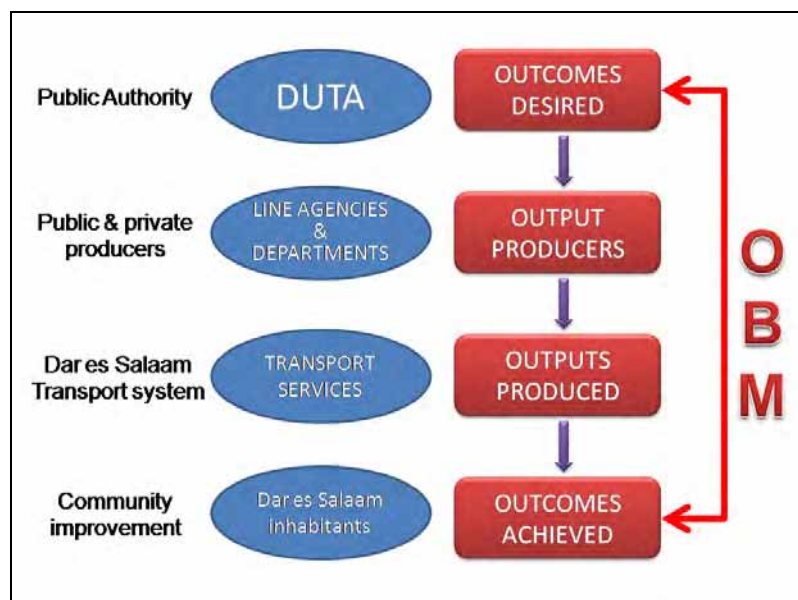 Public Authority
DUTA
OUTCOMES
DESIRED
Public & private
producers
LINE AGENCIES
&
DEPARTMENTS
OUTPUT
PRODUCERS
Dar es Salaam
Transport system
TRANSPORT
SERVICES
OUTPUTS
PRODUCED
Community
improvement
Dar es Salaam
inhabitants
OUTCOMES
ACHIEVED
O
B
M